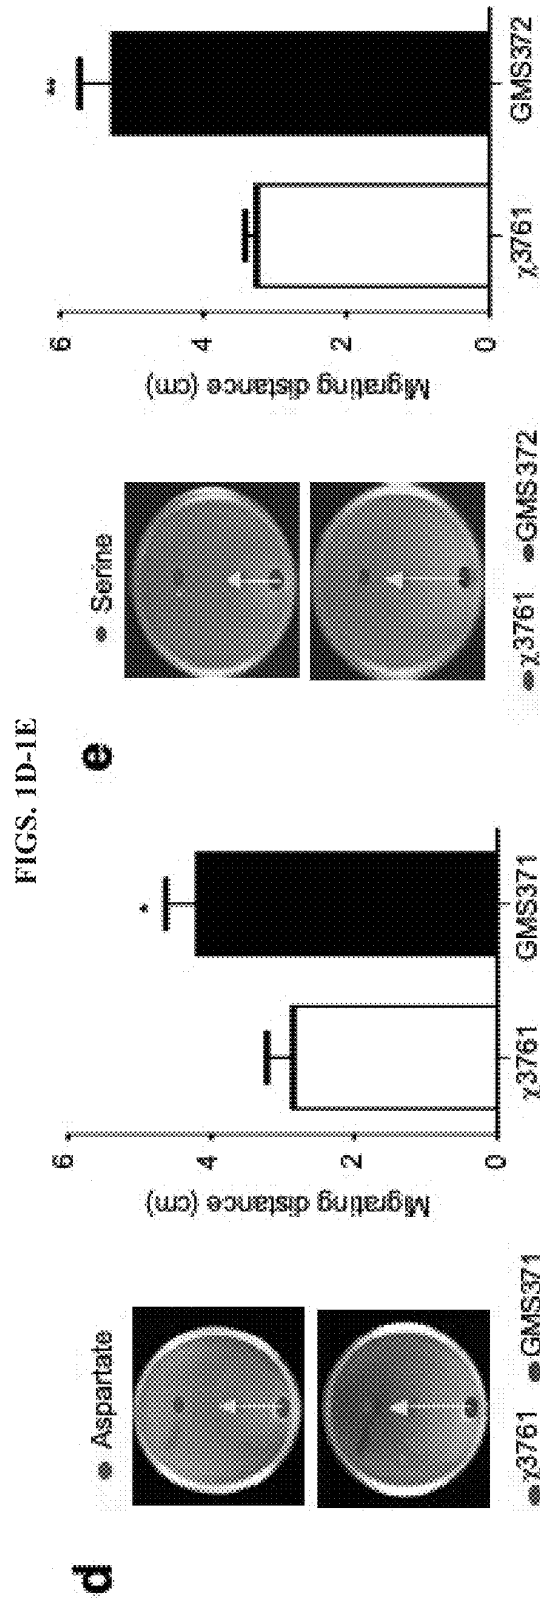 FIGS. 1D-1E
d
Aspartate
χ3761 GMS371
Migrating distance (cm)
6
4
2
0
*
χ3761 GMS371
e
Serine
χ3761 GMS372
Migrating distance (cm)
6
4
2
0
**
χ3761 GMS372